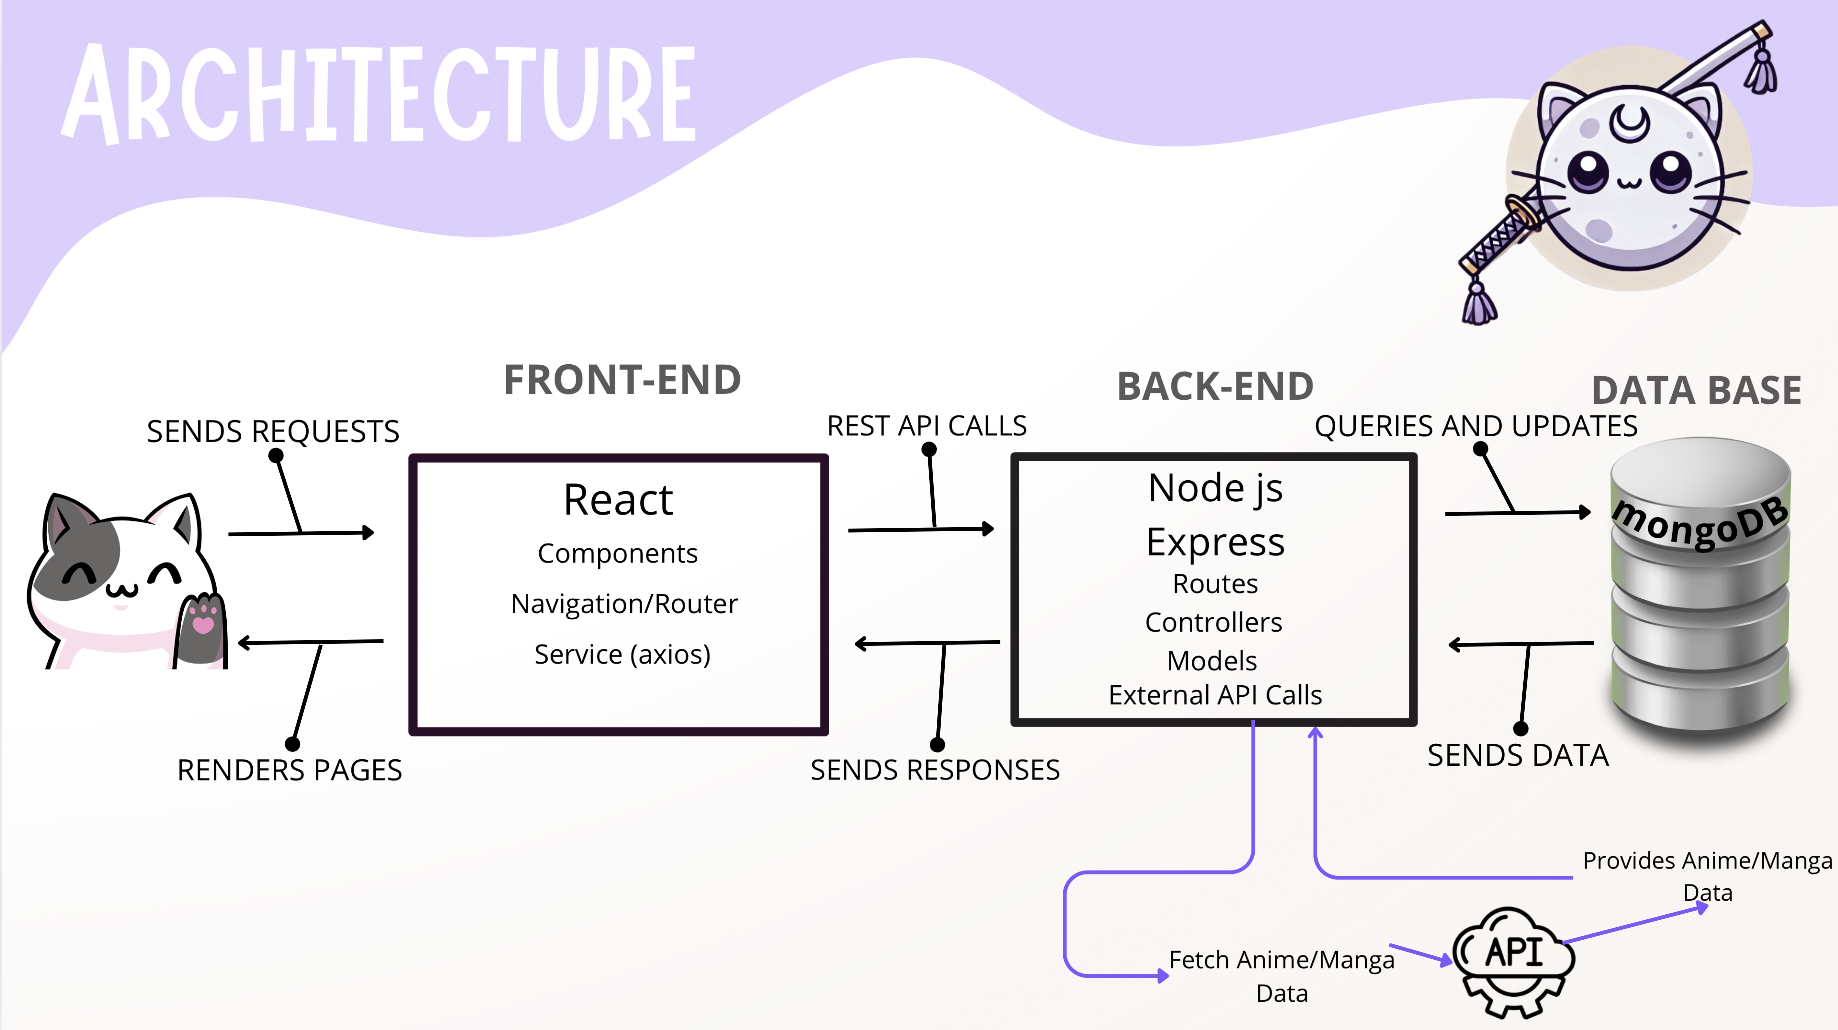 ARCHITECTURE
FRONT-END
BACK-END
DATA BASE
SENDS REQUESTS
REST API CALLS
QUERIES AND UPDATES
React
Components
Navigation/Router
Service (axios)
Node js
Express
Routes
Controllers
Models
External API Calls
mongoDB
RENDERS PAGES
SENDS RESPONSES
SENDS DATA
Provides Anime/Manga
Data
Fetch Anime/Manga
Data
API